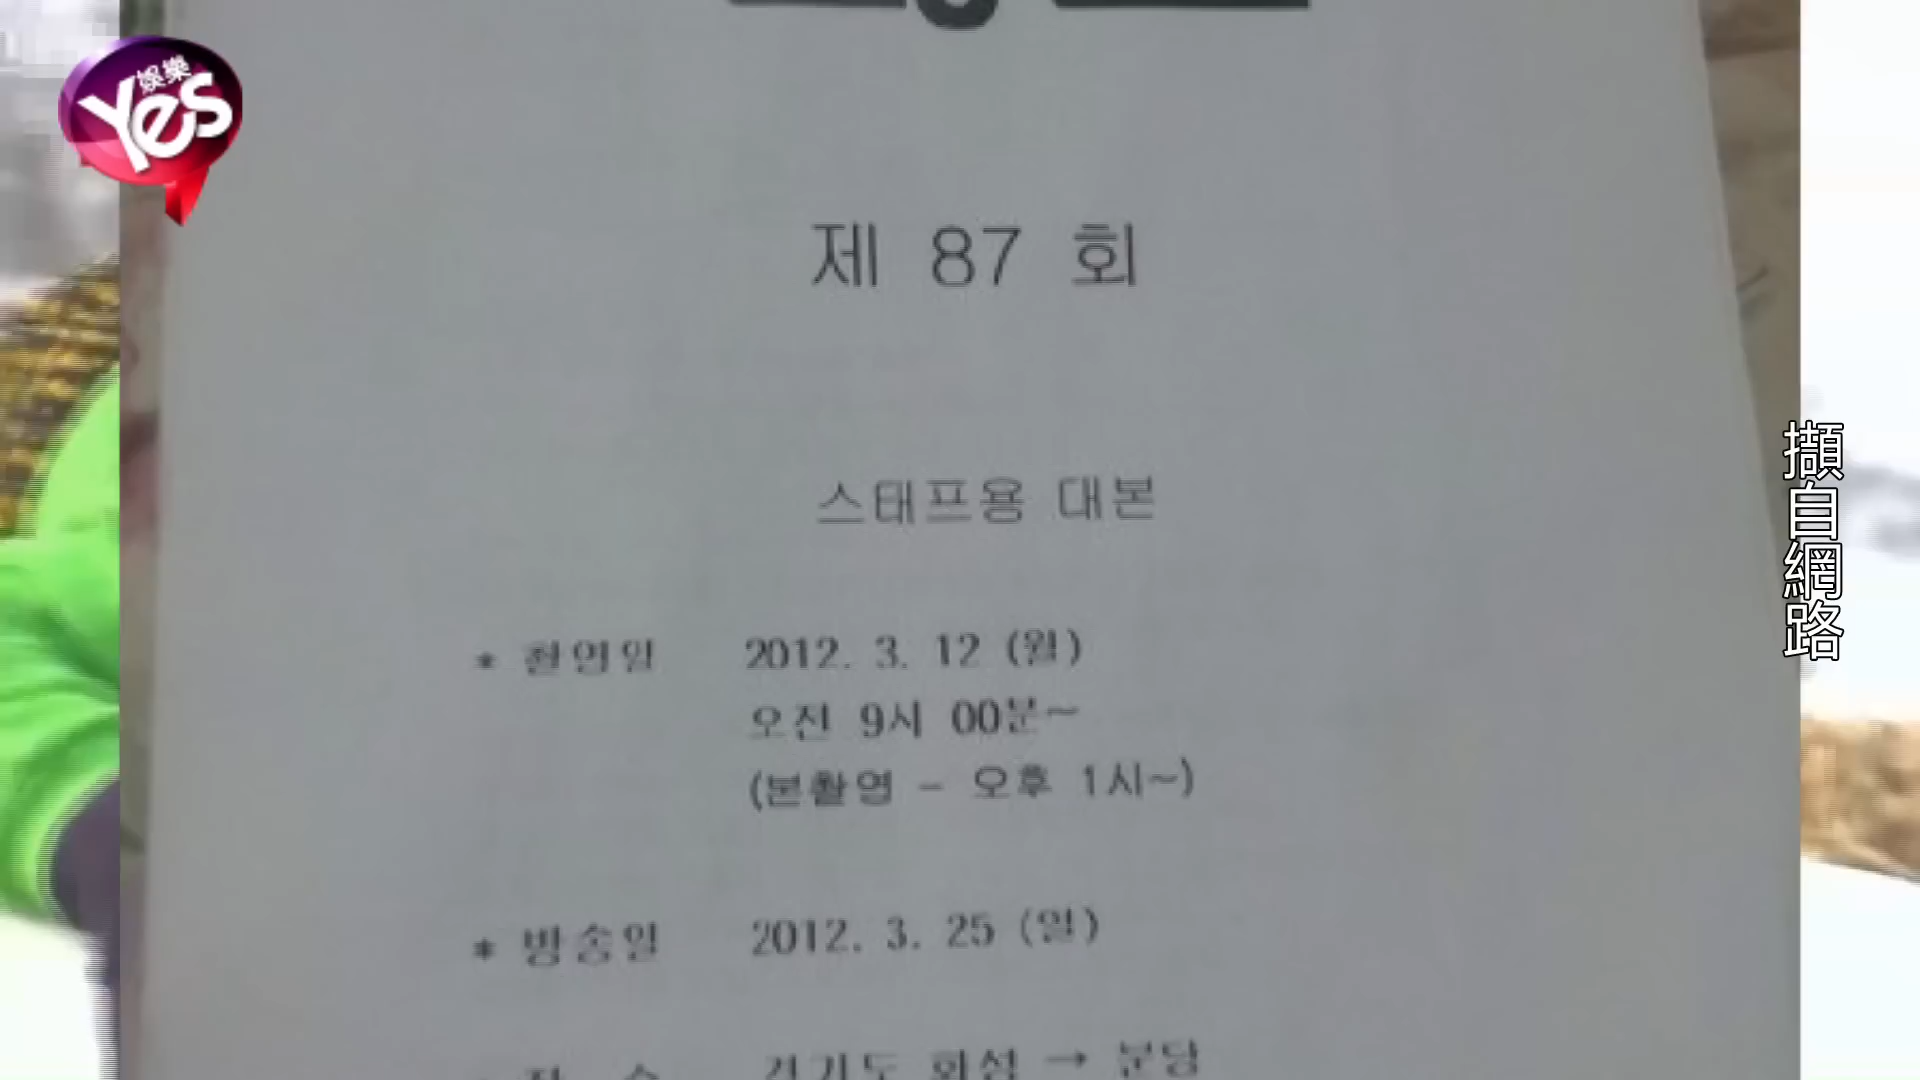 娛樂
Yes
제 87 회
스태프용 대본
* 촬영일 2012. 3. 12 (월)
오전 9시 00분~
(본촬영 - 오후 1시~)
* 방송일 2012. 3. 25 (일)
장 소 경기도 화성 → 분당
擷自網路